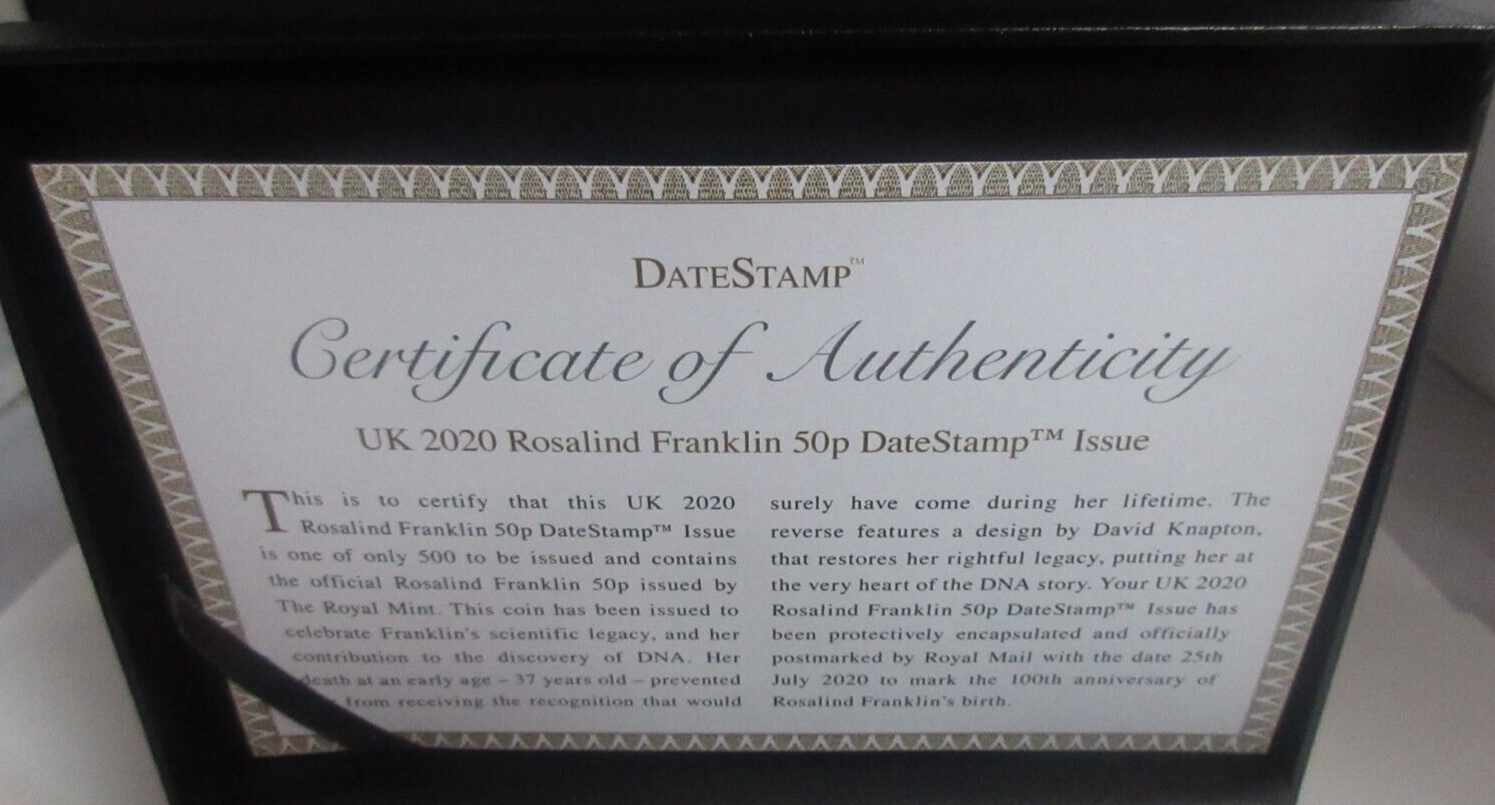 DATESTAMP™
Certificate of Authenticity
UK 2020 Rosalind Franklin 50p DateStamp™ Issue
This is to certify that this UK 2020
Rosalind Franklin 50p DateStamp™ Issue
is one of only 500 to be issued and contains
the official Rosalind Franklin 50p issued by
The Royal Mint. This coin has been issued to
celebrate Franklin's scientific legacy, and her
contribution to the discovery of DNA. Her
death at an early age – 37 years old – prevented
from receiving the recognition that would
surely have come during her lifetime. The
reverse features a design by David Knapton,
that restores her rightful legacy, putting her at
the very heart of the DNA story. Your UK 2020
Rosalind Franklin 50p DateStamp™ Issue has
been protectively encapsulated and officially
postmarked by Royal Mail with the date 25th
July 2020 to mark the 100th anniversary of
Rosalind Franklin's birth.